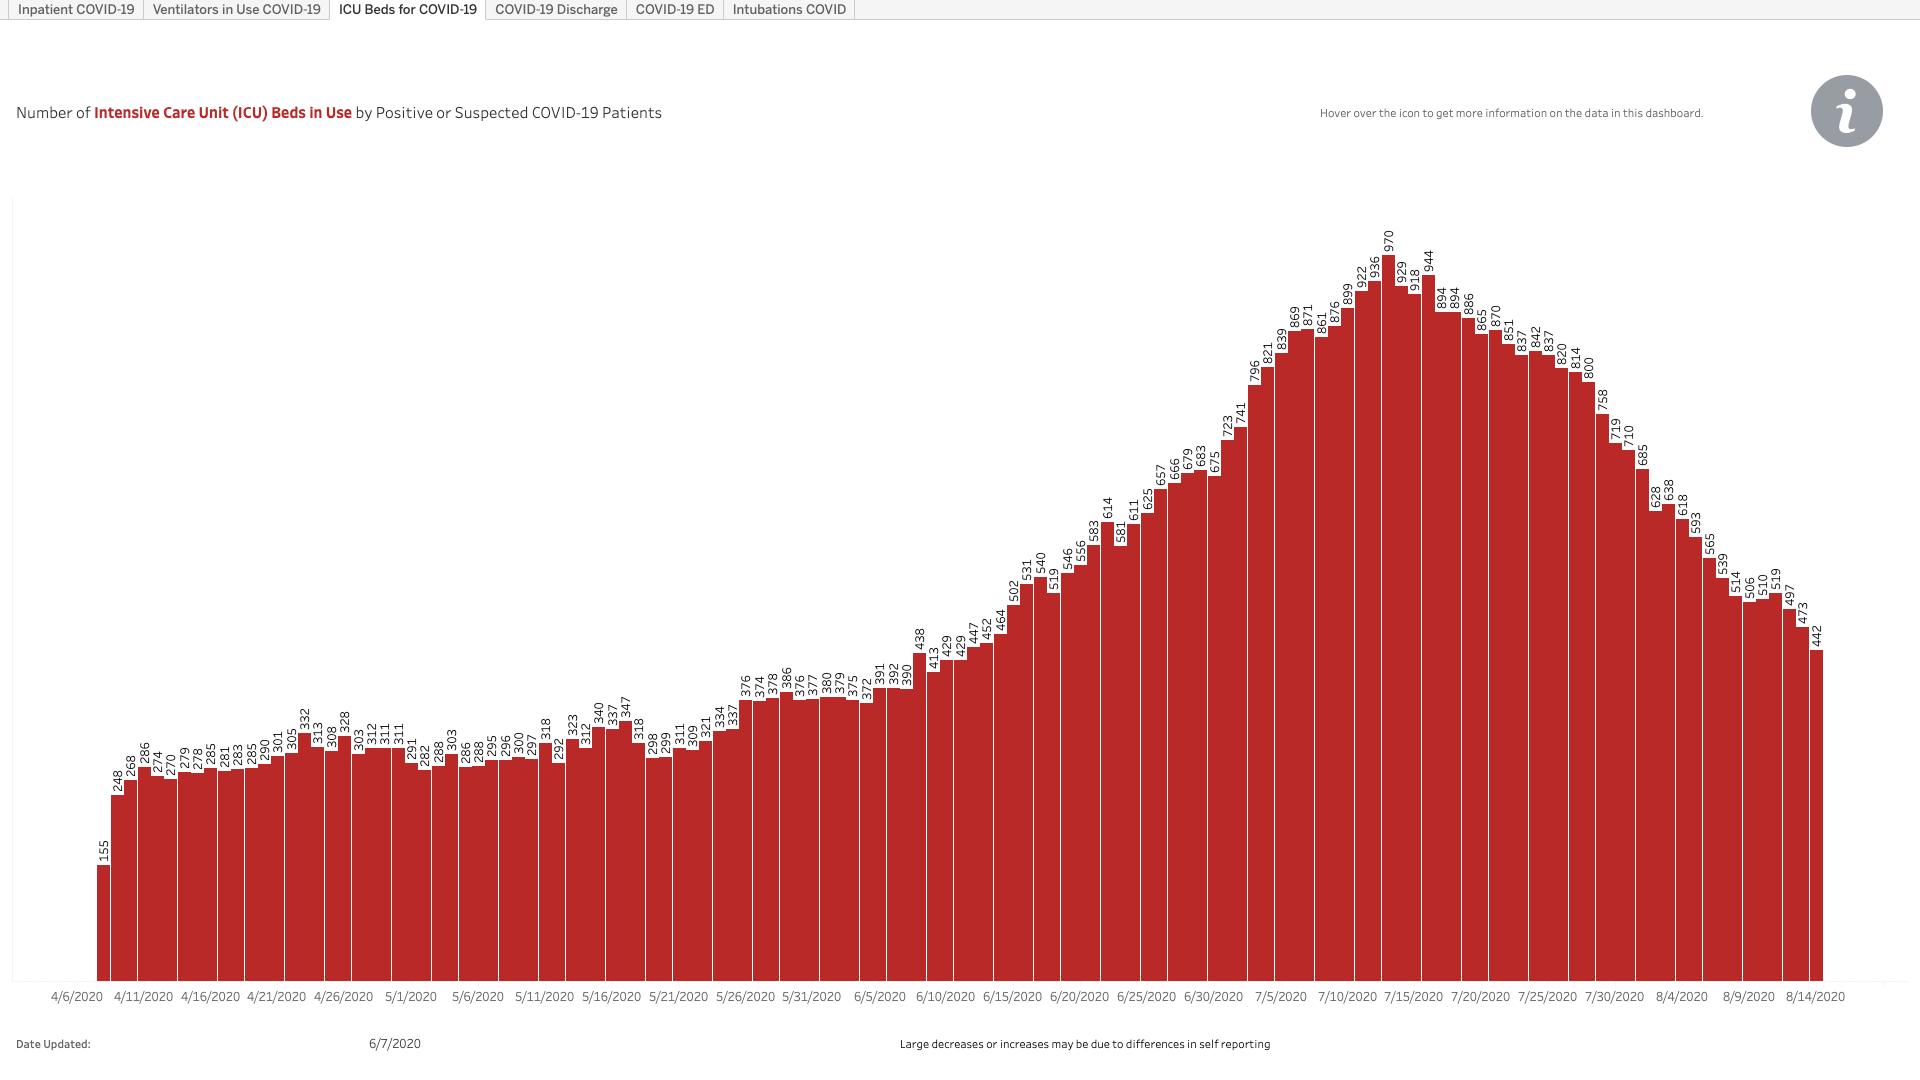 Inpatient COVID-19 Ventilators in Use COVID-19 ICU Beds for COVID-19 COVID-19 Discharge COVID-19 ED Intubations COVID
Number of Intensive Care Unit (ICU) Beds in Use by Positive or Suspected COVID-19 Patients
Hover over the icon to get more information on the data in this dashboard.
i
155 248 268 286 274 270 279 278 285 281 283 285 290 301 305 332 313 308 328 303 312 311 311 291 282 288 303 286 288 295 296 300 297 318 292 323 312 340 337 347 318 298 299 311 309 321 334 337 376 374 378 386 376 377 380 379 375 372 391 392 390 438 413 429 429 447 452 464 502 531 540 519 546 556 583 614 581 611 625 657 666 679 683 675 723 741 796 821 839 869 871 861 876 899 922 936 970 929 918 944 894 894 886 865 870 851 837 842 837 820 814 800 758 719 710 685 628 638 618 593 565 539 514 506 510 519 497 473 442
4/6/2020 4/11/2020 4/16/2020 4/21/2020 4/26/2020 5/1/2020 5/6/2020 5/11/2020 5/16/2020 5/21/2020 5/26/2020 5/31/2020 6/5/2020 6/10/2020 6/15/2020 6/20/2020 6/25/2020 6/30/2020 7/5/2020 7/10/2020 7/15/2020 7/20/2020 7/25/2020 7/30/2020 8/4/2020 8/9/2020 8/14/2020
Date Updated: 6/7/2020 Large decreases or increases may be due to differences in self reporting